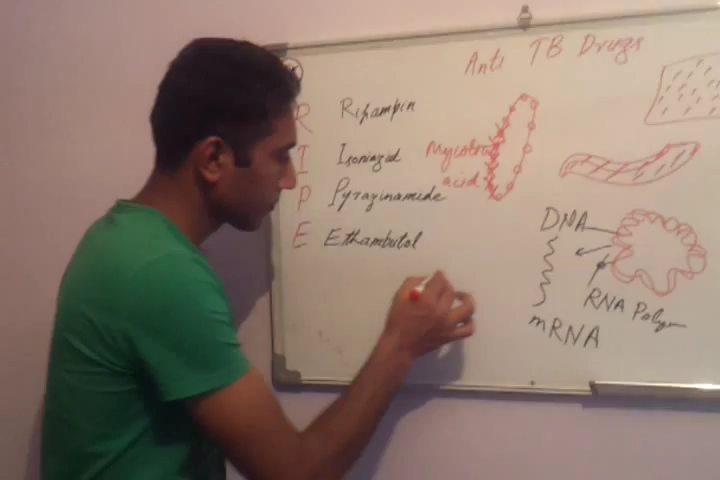 Anti TB Drugs
R Rifampin
I Isoniazid
P Pyrazinamide
E Ethambutol
Mycolic
acid
DNA
RNA Polym
mRNA